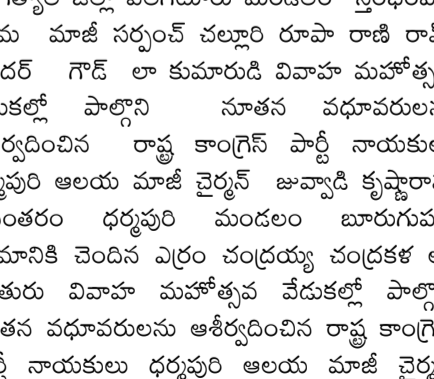 మ మాజీ సర్పంచ్ చల్లూరి రూపా రాణి
దర్ గౌడ్ లా కుమారుడి వివాహ మహోత్స
కల్లో పాల్గొని నూతన వధూవరుల
ర్వదించిన రాష్ట్ర కాంగ్రెస్ పార్టీ నాయకు
పురి ఆలయ మాజీ చైర్మన్ జువ్వాడి కృష్ణారా
ంతరం ధర్మపురి మండలం బూరుగుప
మానికి చెందిన ఎర్రం చంద్రయ్య చంద్రకళ
తురు వివాహ మహోత్సవ వేడుకల్లో పాల్గొ
తన వధూవరులను ఆశీర్వదించిన రాష్ట్ర కాంగ్రె
నాయకులు ధర్మపురి ఆలయ మాజీ చైర్మ